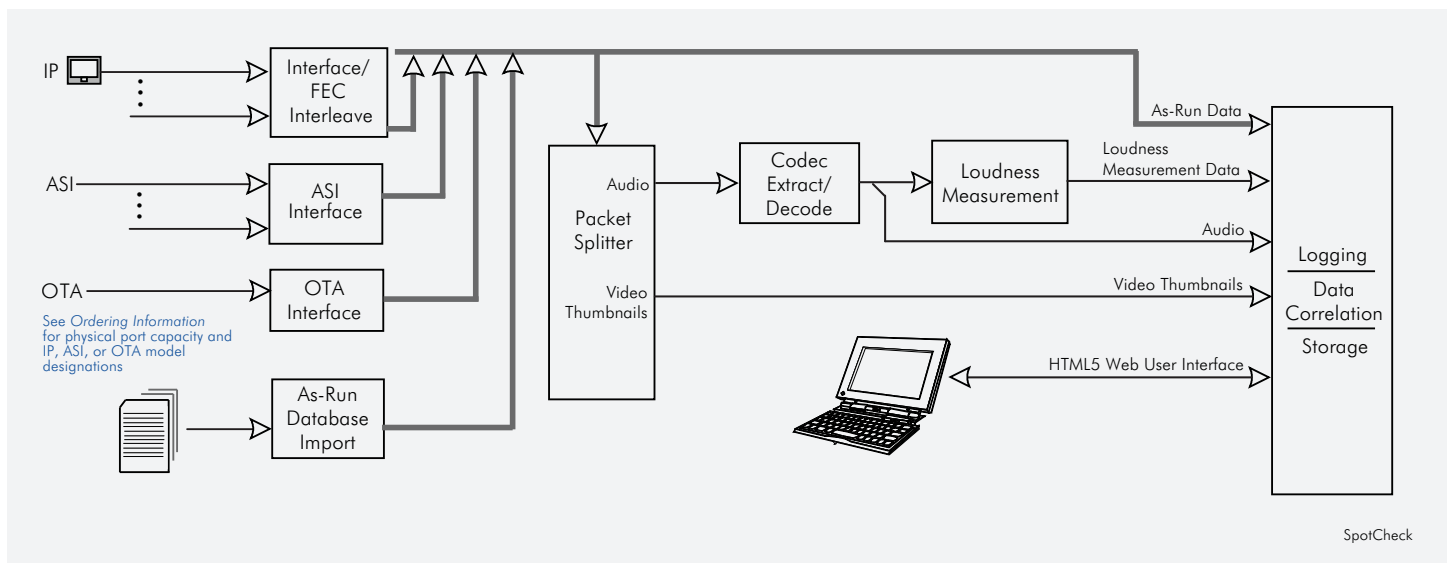 IP
Interface/
FEC
Interleave
ASI
ASI
Interface
OTA
OTA
Interface
See Ordering Information
for physical port capacity and
IP, ASI, or OTA model
designations
As-Run
Database
Import
Audio
Packet
Splitter
Video
Thumbnails
Codec
Extract/
Decode
Loudness
Measurement
As-Run Data
Loudness
Measurement Data
Audio
Video Thumbnails
HTML5 Web User Interface
Logging
Data
Correlation
Storage
SpotCheck